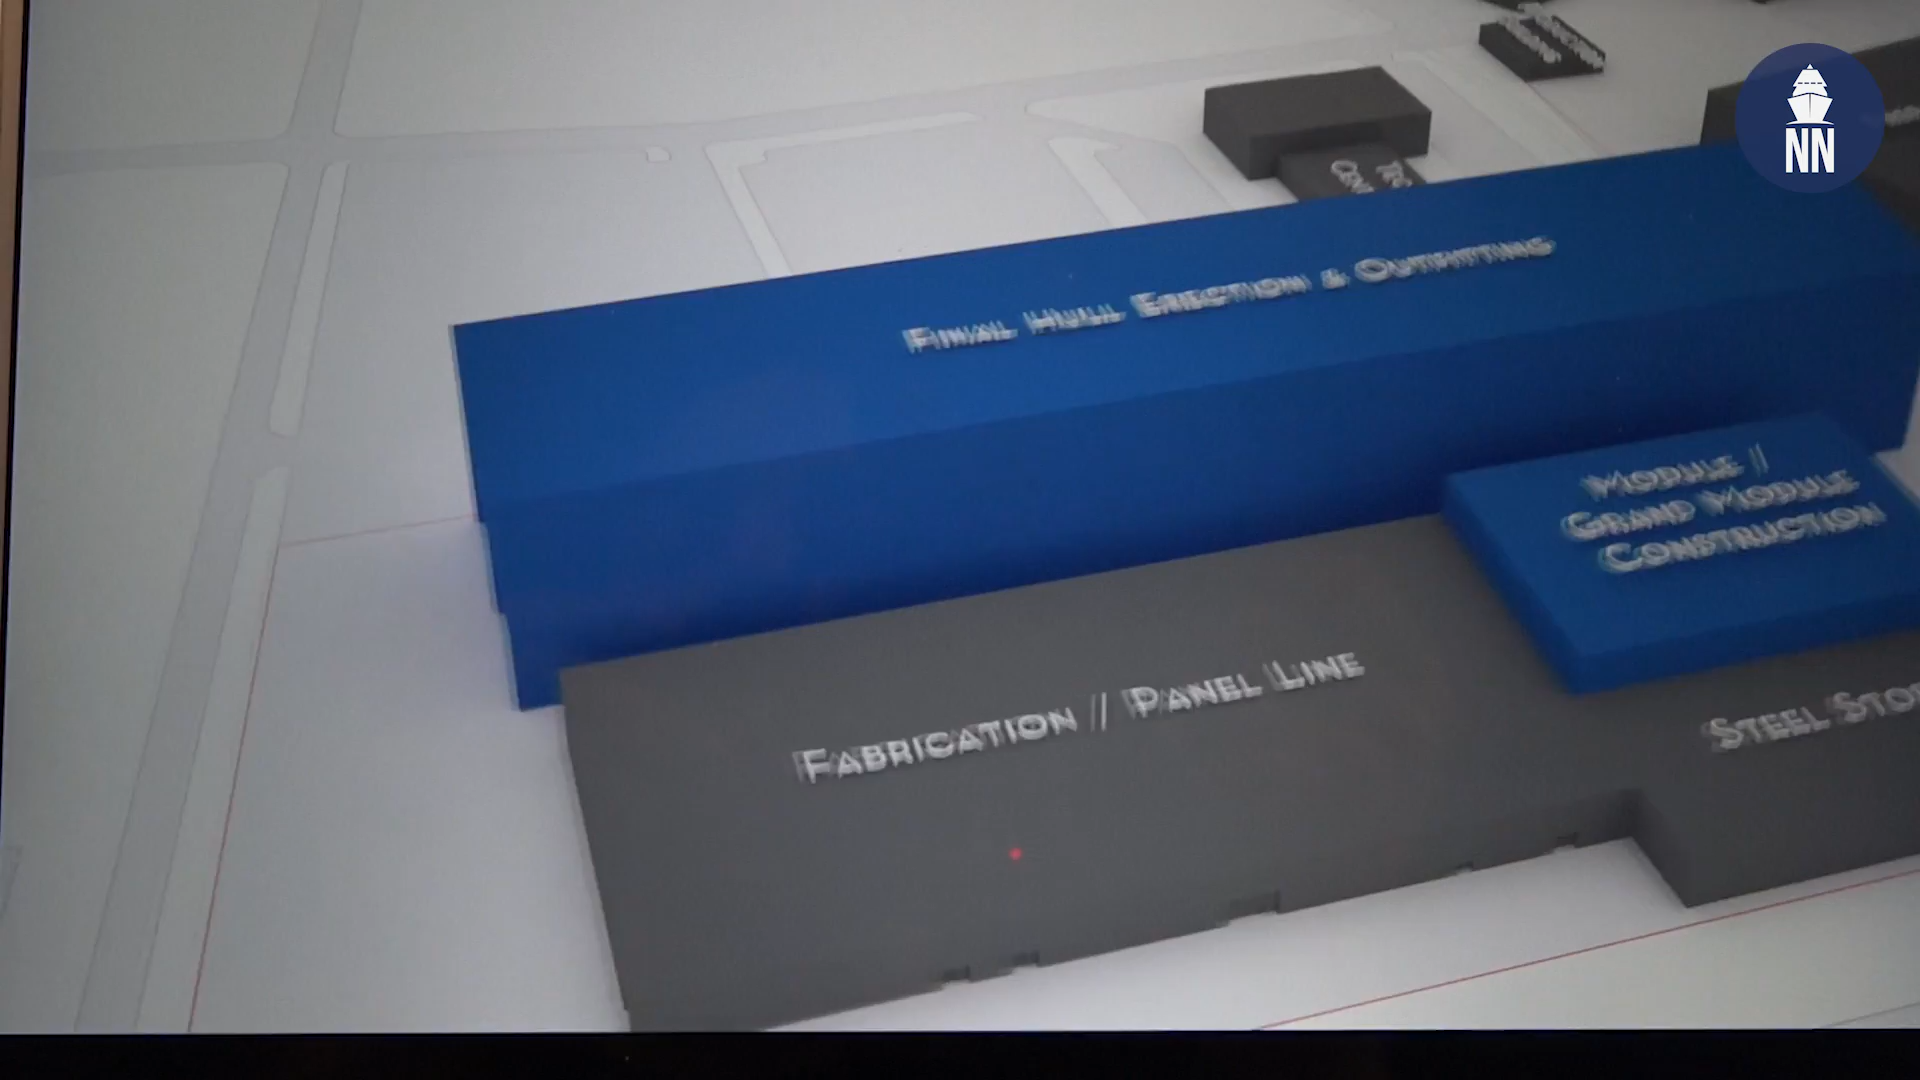 NN
Final Hull Erection & Outfitting
Module //
Grand Module
Construction
Fabrication // Panel Line
Steel